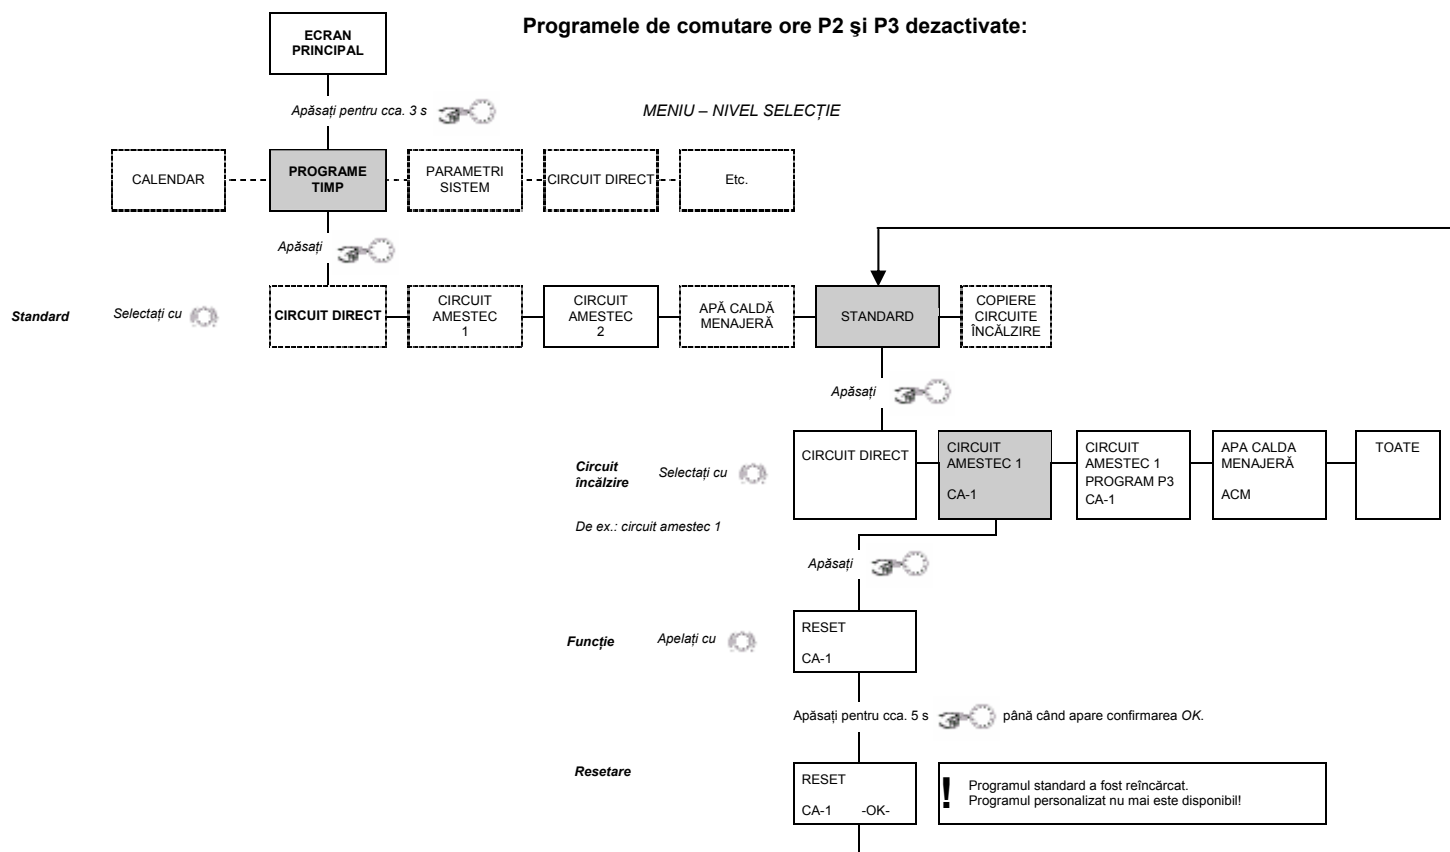 Programele de comutare ore P2 şi P3 dezactivate:
ECRAN
PRINCIPAL
Apăsați pentru cca. 3 s
MENIU – NIVEL SELECȚIE
CALENDAR
PROGRAME
TIMP
PARAMETRI
SISTEM
CIRCUIT DIRECT
Etc.
Apăsați
Standard
Selectați cu
CIRCUIT DIRECT
CIRCUIT
AMESTEC
1
CIRCUIT
AMESTEC
2
APĂ CALDĂ
MENAJERĂ
STANDARD
COPIERE
CIRCUITE
ÎNCĂLZIRE
Apăsați
Circuit
încălzire
Selectați cu
CIRCUIT DIRECT
CIRCUIT
AMESTEC 1
CA-1
CIRCUIT
AMESTEC 1
PROGRAM P3
CA-1
APA CALDA
MENAJERĂ
ACM
TOATE
De ex.: circuit amestec 1
Apăsați
Funcție
Apelați cu
RESET
CA-1
Apăsați pentru cca. 5 s până când apare confirmarea OK.
Resetare
RESET
CA-1 -OK-
! Programul standard a fost reîncărcat.
Programul personalizat nu mai este disponibil!